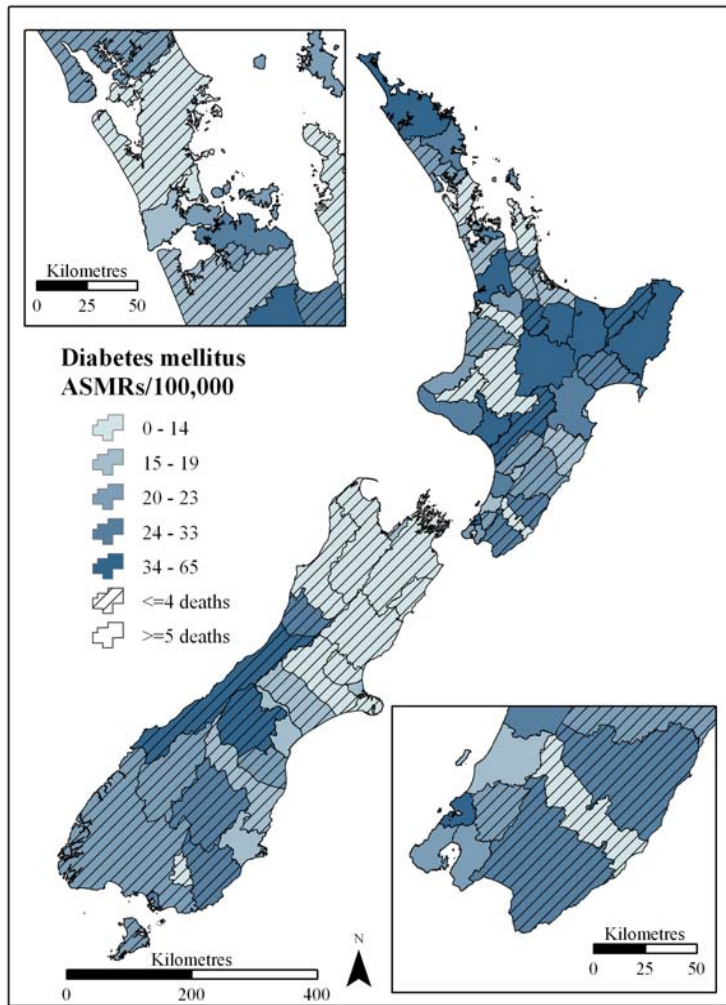 Kilometres
0 25 50
Diabetes mellitus
ASMRs/100,000
0 - 14
15 - 19
20 - 23
24 - 33
34 - 65
<=4 deaths
>=5 deaths
Kilometres
0 200 400
N
Kilometres
0 25 50